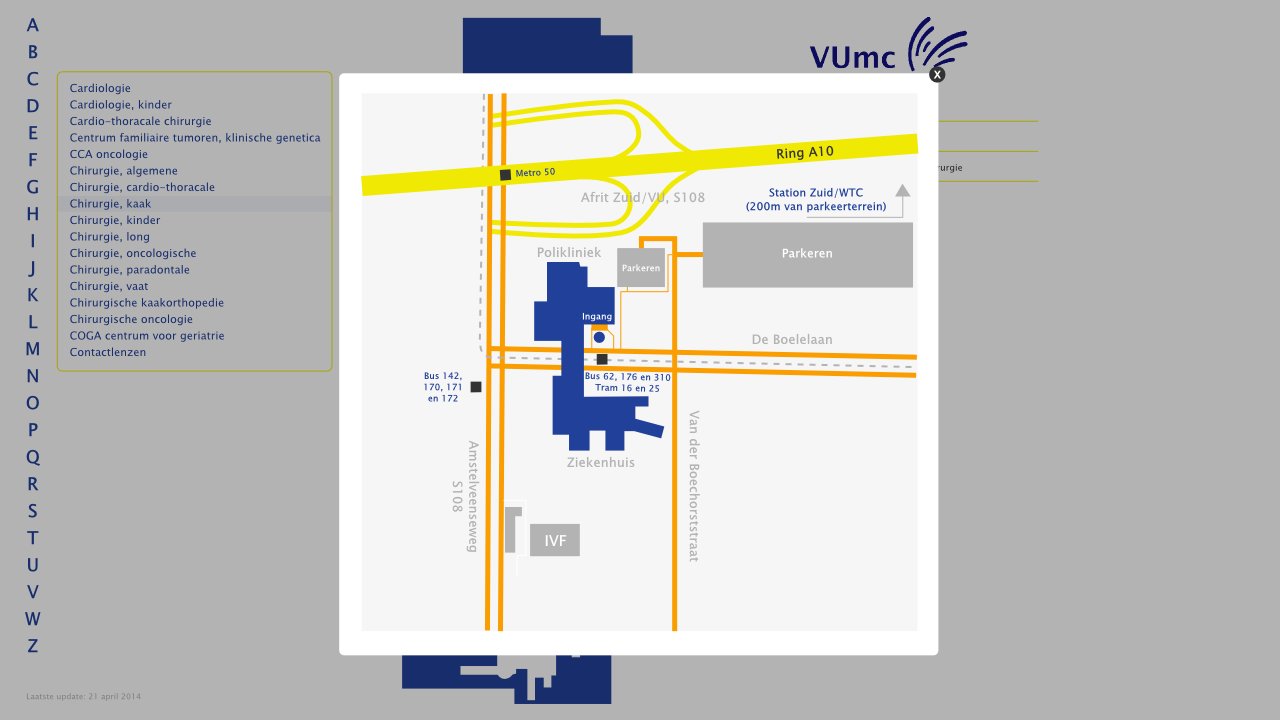 A
B
C
D
E
F
G
H
I
J
K
L
M
N
O
P
Q
R
S
T
U
V
W
Z
Cardiologie
Cardiologie, kinder
Cardio-thoracale chirurgie
Centrum familiaire tumoren, klinische genetica
CCA oncologie
Chirurgie, algemene
Chirurgie, cardio-thoracale
Chirurgie, kaak
Chirurgie, kinder
Chirurgie, long
Chirurgie, oncologische
Chirurgie, paradontale
Chirurgie, vaat
Chirurgische kaakorthopedie
Chirurgische oncologie
COGA centrum voor geriatrie
Contactlenzen
Laatste update: 21 april 2014
VUmc
X
Ring A10
Metro 50
Afrit Zuid/VU, S108
Station Zuid/WTC
(200m van parkeerterrein)
Polikliniek
Parkeren
Parkeren
Ingang
De Boelelaan
Bus 142,
170, 171
en 172
Bus 62, 176 en 310
Tram 16 en 25
Ziekenhuis
Amstelveenseweg
S108
Van der Boechorststraat
IVF